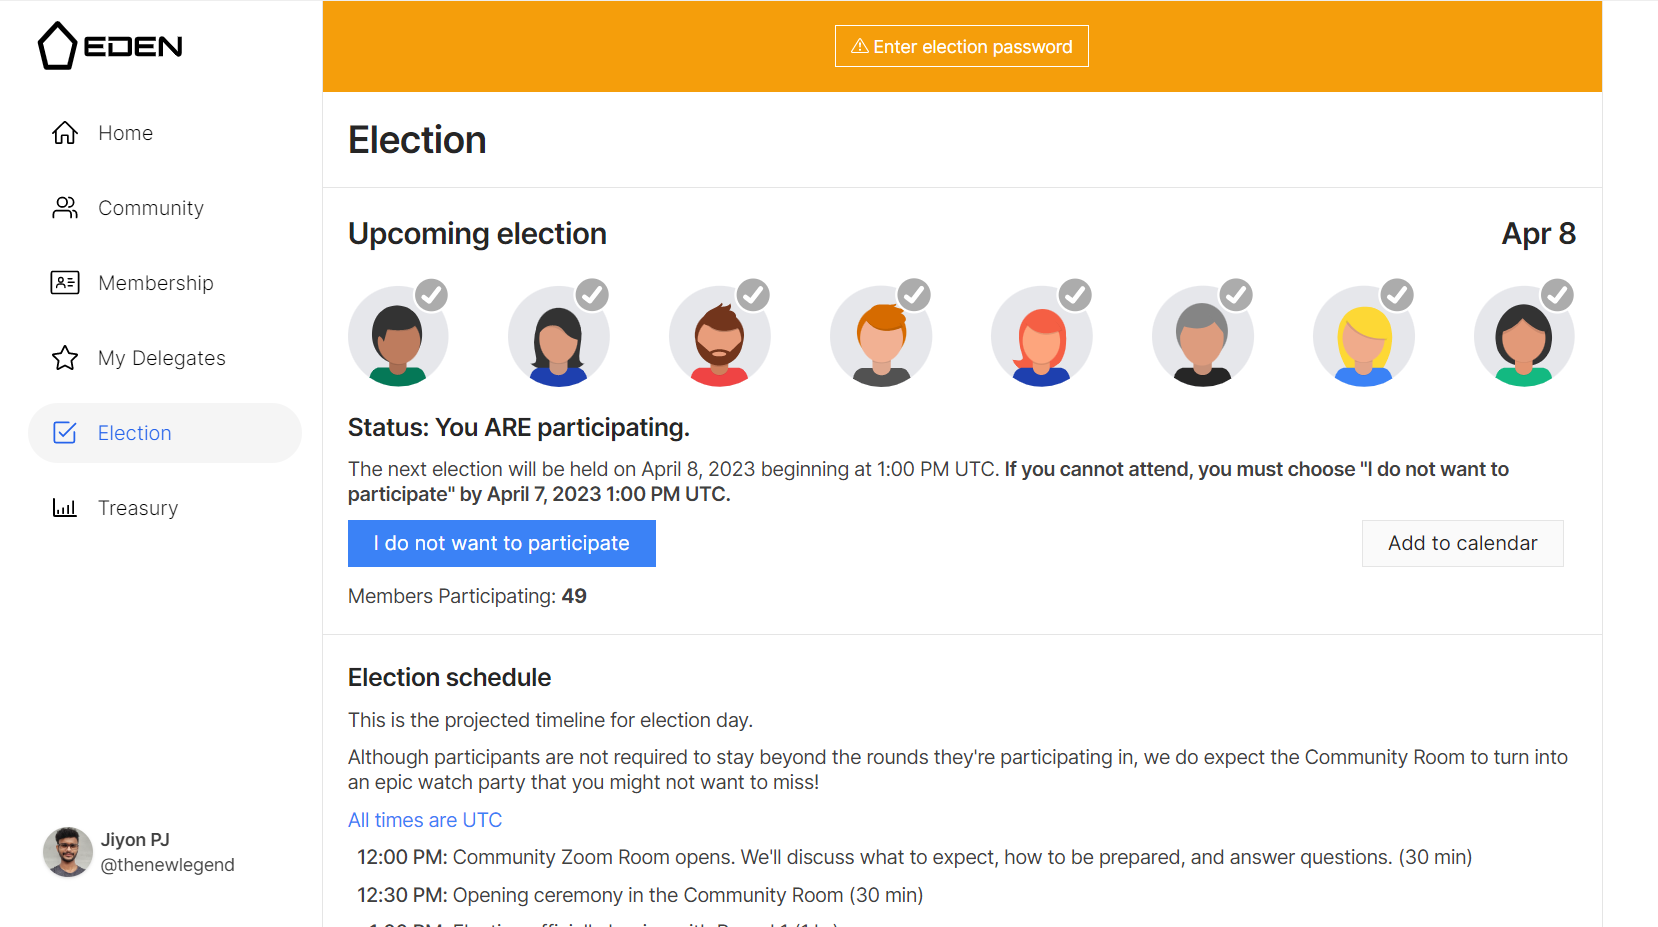 EDEN
Enter election password
Home
Community
Membership
My Delegates
Election
Treasury
Jiyon PJ
@thenewlegend
Election
Upcoming election
Apr 8
Status: You ARE participating.
The next election will be held on April 8, 2023 beginning at 1:00 PM UTC. If you cannot attend, you must choose "I do not want to
participate" by April 7, 2023 1:00 PM UTC.
I do not want to participate
Add to calendar
Members Participating: 49
Election schedule
This is the projected timeline for election day.
Although participants are not required to stay beyond the rounds they're participating in, we do expect the Community Room to turn into
an epic watch party that you might not want to miss!
All times are UTC
12:00 PM: Community Zoom Room opens. We'll discuss what to expect, how to be prepared, and answer questions. (30 min)
12:30 PM: Opening ceremony in the Community Room (30 min)